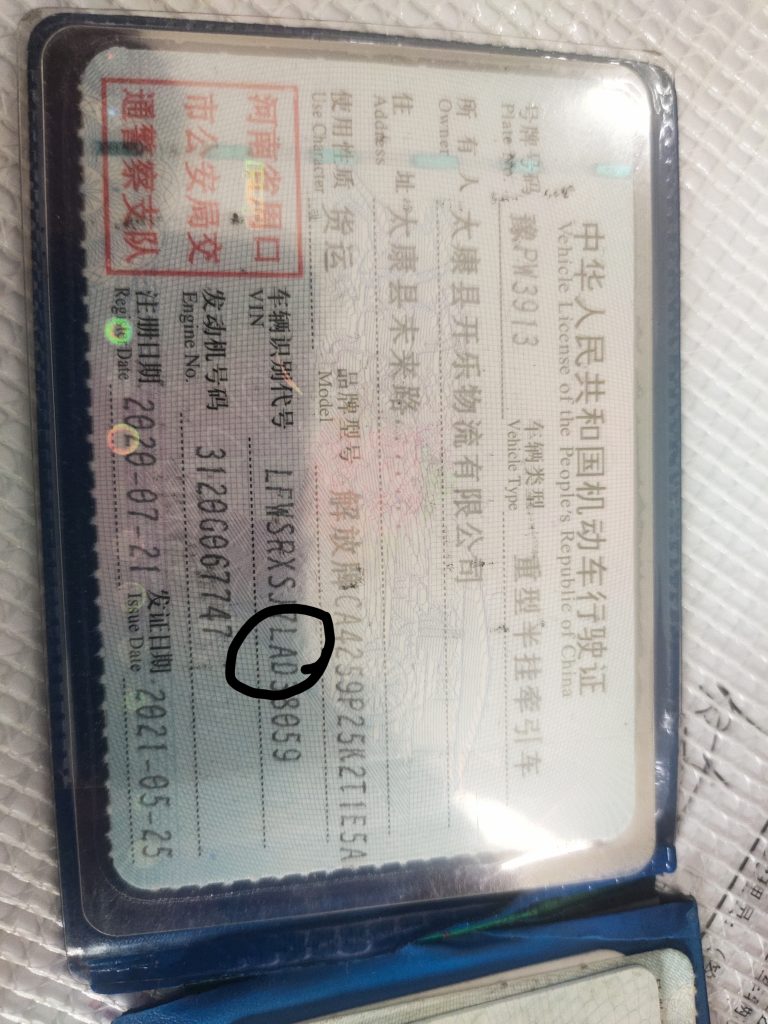 中华人民共和国机动车行驶证
Vehicle License of the People's Republic of China
号牌号码 豫PW3913 车辆类型 重型半挂牵引车
Plate No. Vehicle Type
所有人 太康县开乐物流有限公司
Owner
住址 太康县未来路
Address
使用性质 货运 品牌型号 解放牌CA4259P25K2T1E5A
Use Character Model
河南省周口
市公安局交
通警察支队
车辆识别代号 LFWSRXSJ7LAD38059
VIN
发动机号码 3120G067747
Engine No.
注册日期 2020-07-21 发证日期 2021-05-25
Register Date Issue Date